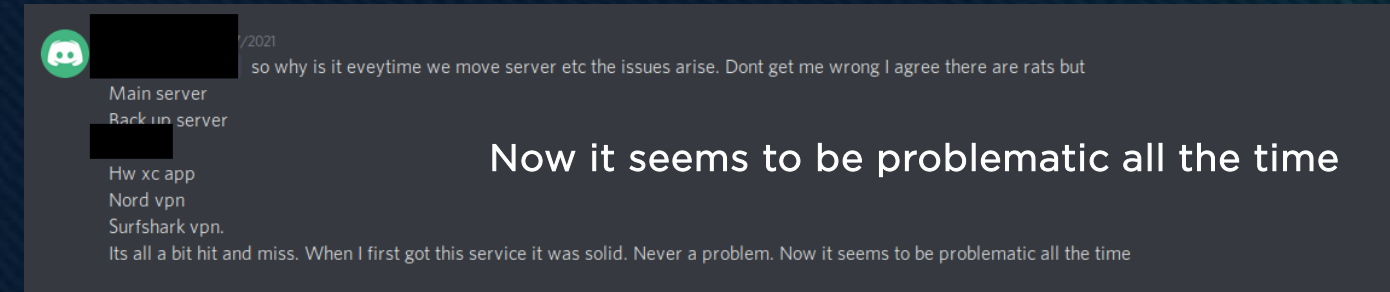 /2021
so why is it eveytime we move server etc the issues arise. Dont get me wrong I agree there are rats but
Main server
Back up server
Hw xc app
Nord vpn
Surfshark vpn.
Its all a bit hit and miss. When I first got this service it was solid. Never a problem. Now it seems to be problematic all the time
Now it seems to be problematic all the time